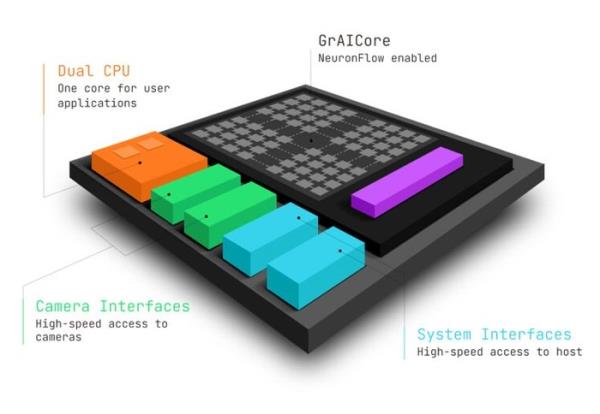 GrAICore
NeuronFlow enabled
Dual CPU
One core for user
applications
Camera Interfaces
High-speed access to
cameras
System Interfaces
High-speed access to host